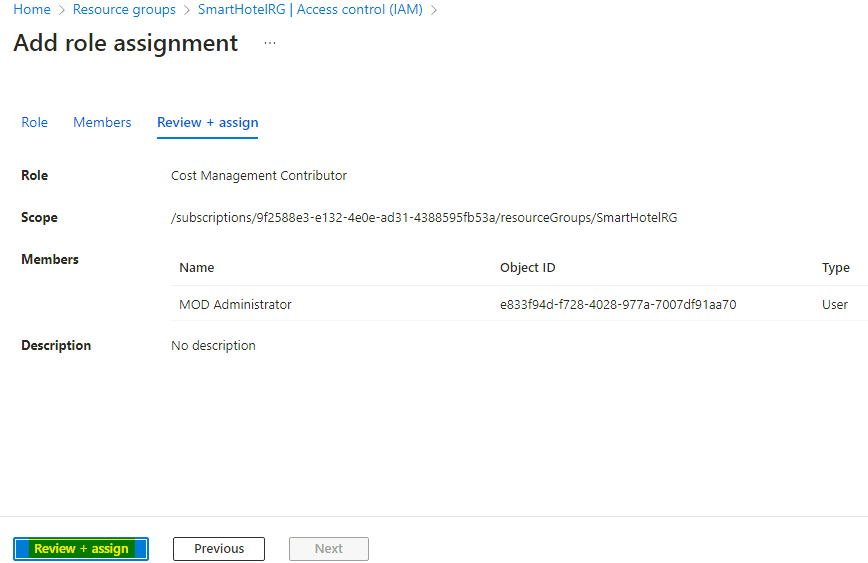 Home > Resource groups > SmartHotelRG | Access control (IAM) >
Add role assignment ...
Role Members Review + assign
Role Cost Management Contributor
Scope /subscriptions/9f2588e3-e132-4e0e-ad31-4388595fb53a/resourceGroups/SmartHotelRG
Members
Name Object ID Type
MOD Administrator e833f94d-f728-4028-977a-7007df91aa70 User
Description No description
Review + assign Previous Next